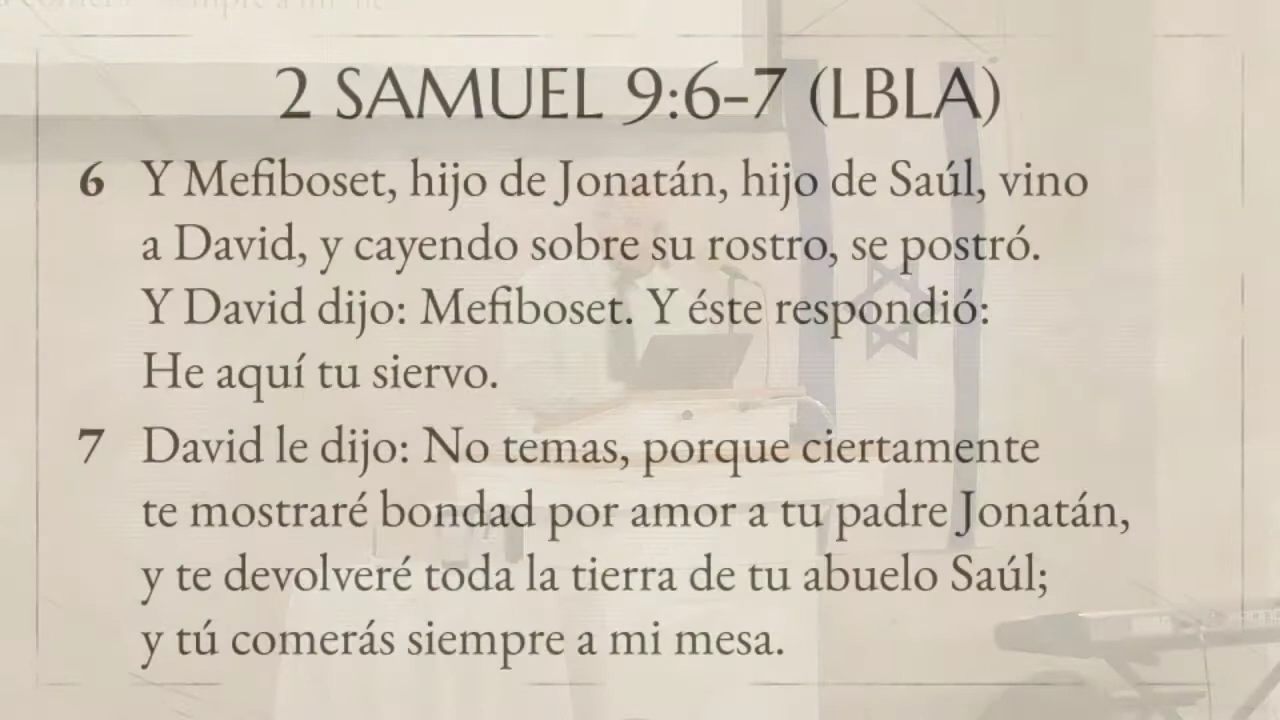 2 SAMUEL 9:6-7 (LBLA)
6 Y Mefiboset, hijo de Jonatán, hijo de Saúl, vino
a David, y cayendo sobre su rostro, se postró.
Y David dijo: Mefiboset. Y éste respondió:
He aquí tu siervo.
7 David le dijo: No temas, porque ciertamente
te mostraré bondad por amor a tu padre Jonatán,
y te devolveré toda la tierra de tu abuelo Saúl;
y tú comerás siempre a mi mesa.